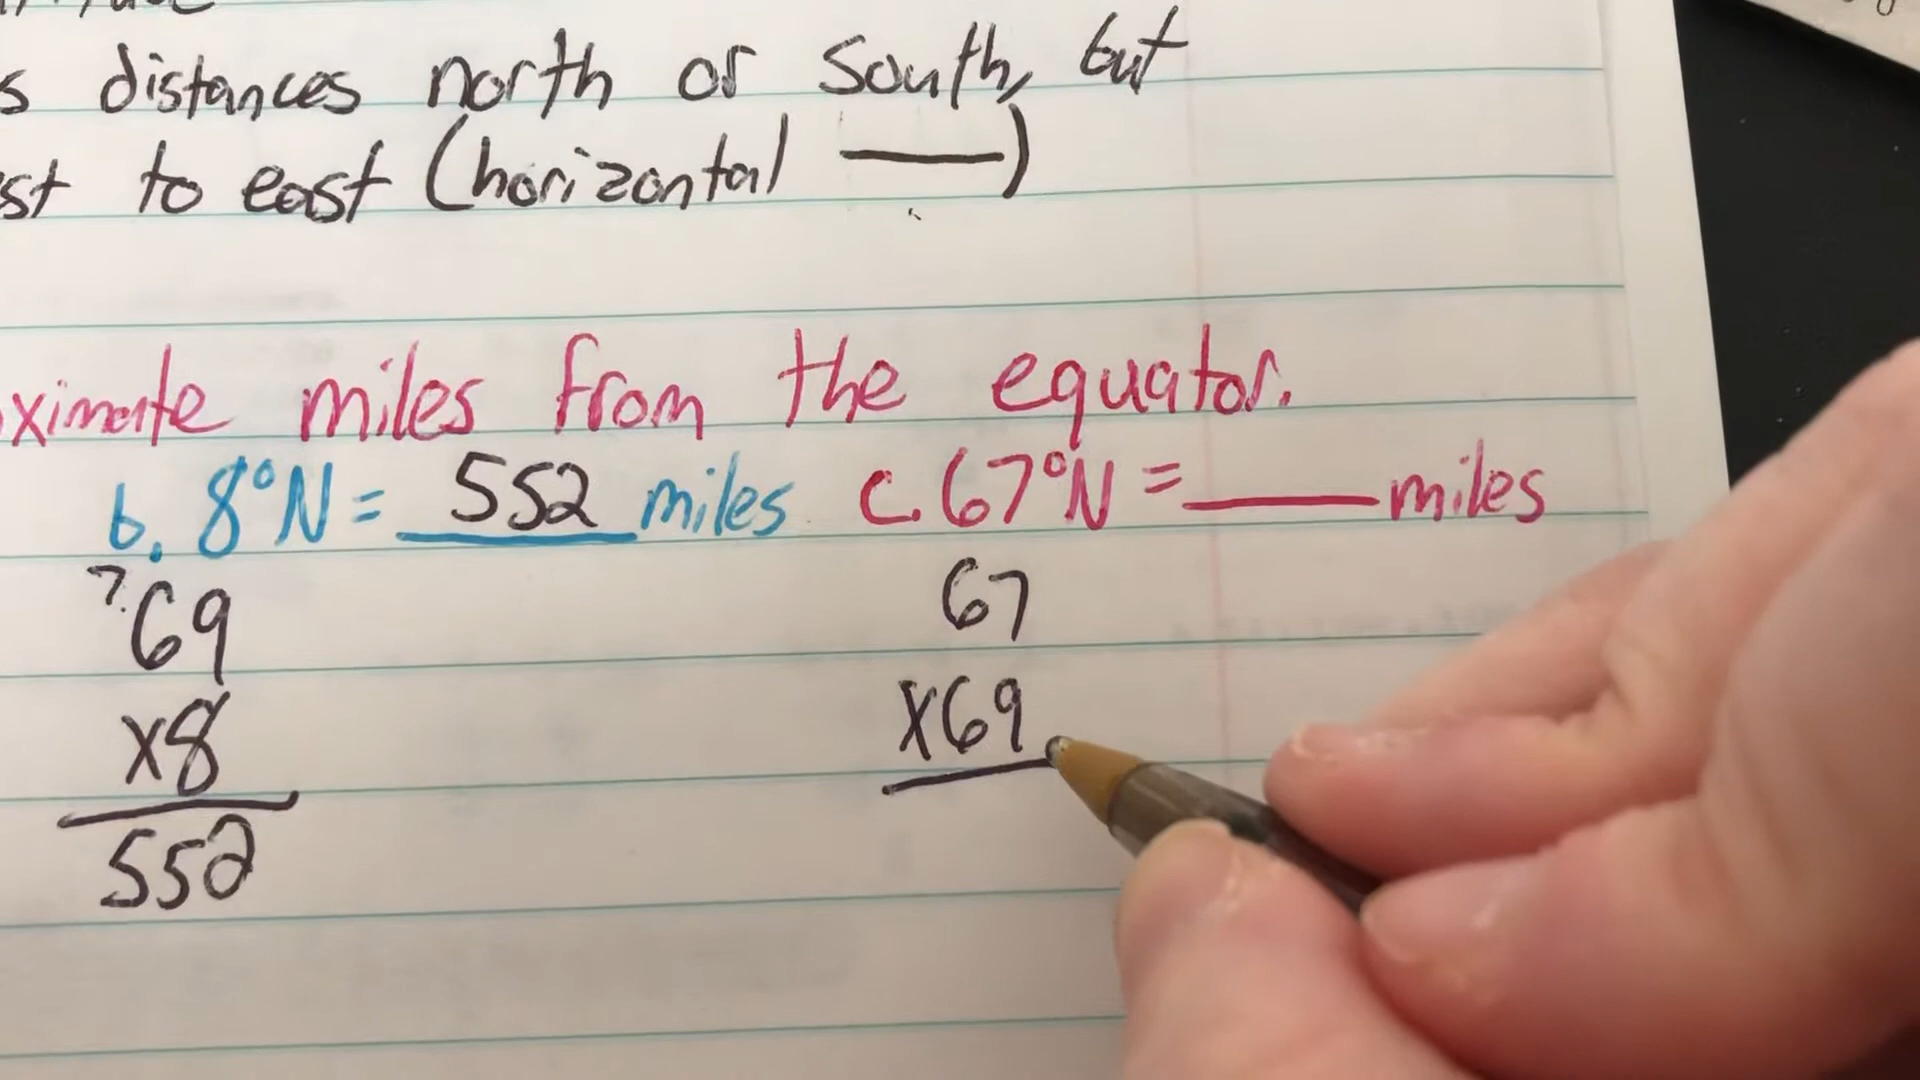 s distances north or south, but
st to east (horizontal —)
ximate miles from the equator.
b. 8°N = 552 miles c. 67°N = ___ miles
7 69
x8
552
67
x69